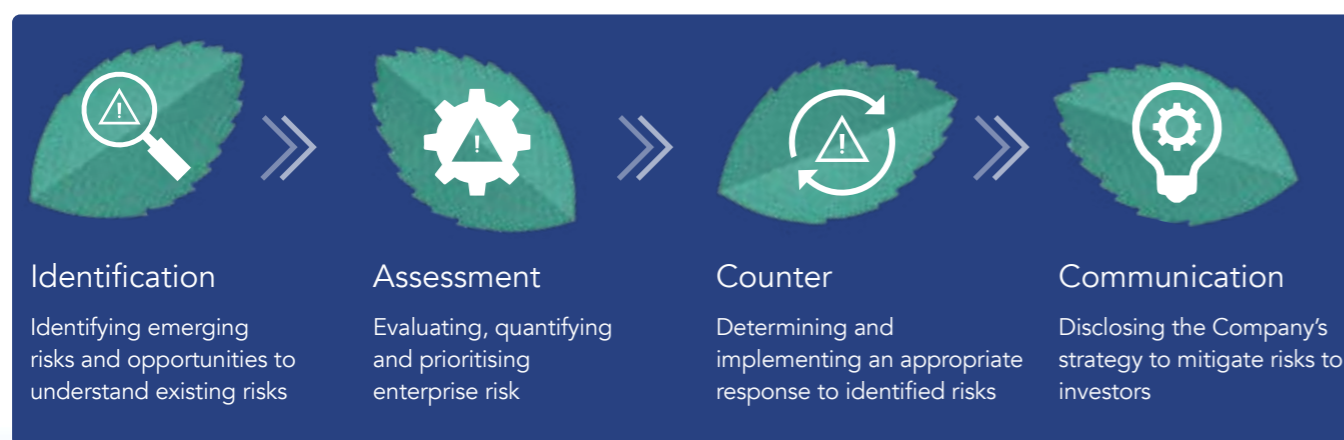 Identification
Identifying emerging
risks and opportunities to
understand existing risks
Assessment
Evaluating, quantifying
and prioritising
enterprise risk
Counter
Determining and
implementing an appropriate
response to identified risks
Communication
Disclosing the Company's
strategy to mitigate risks to
investors